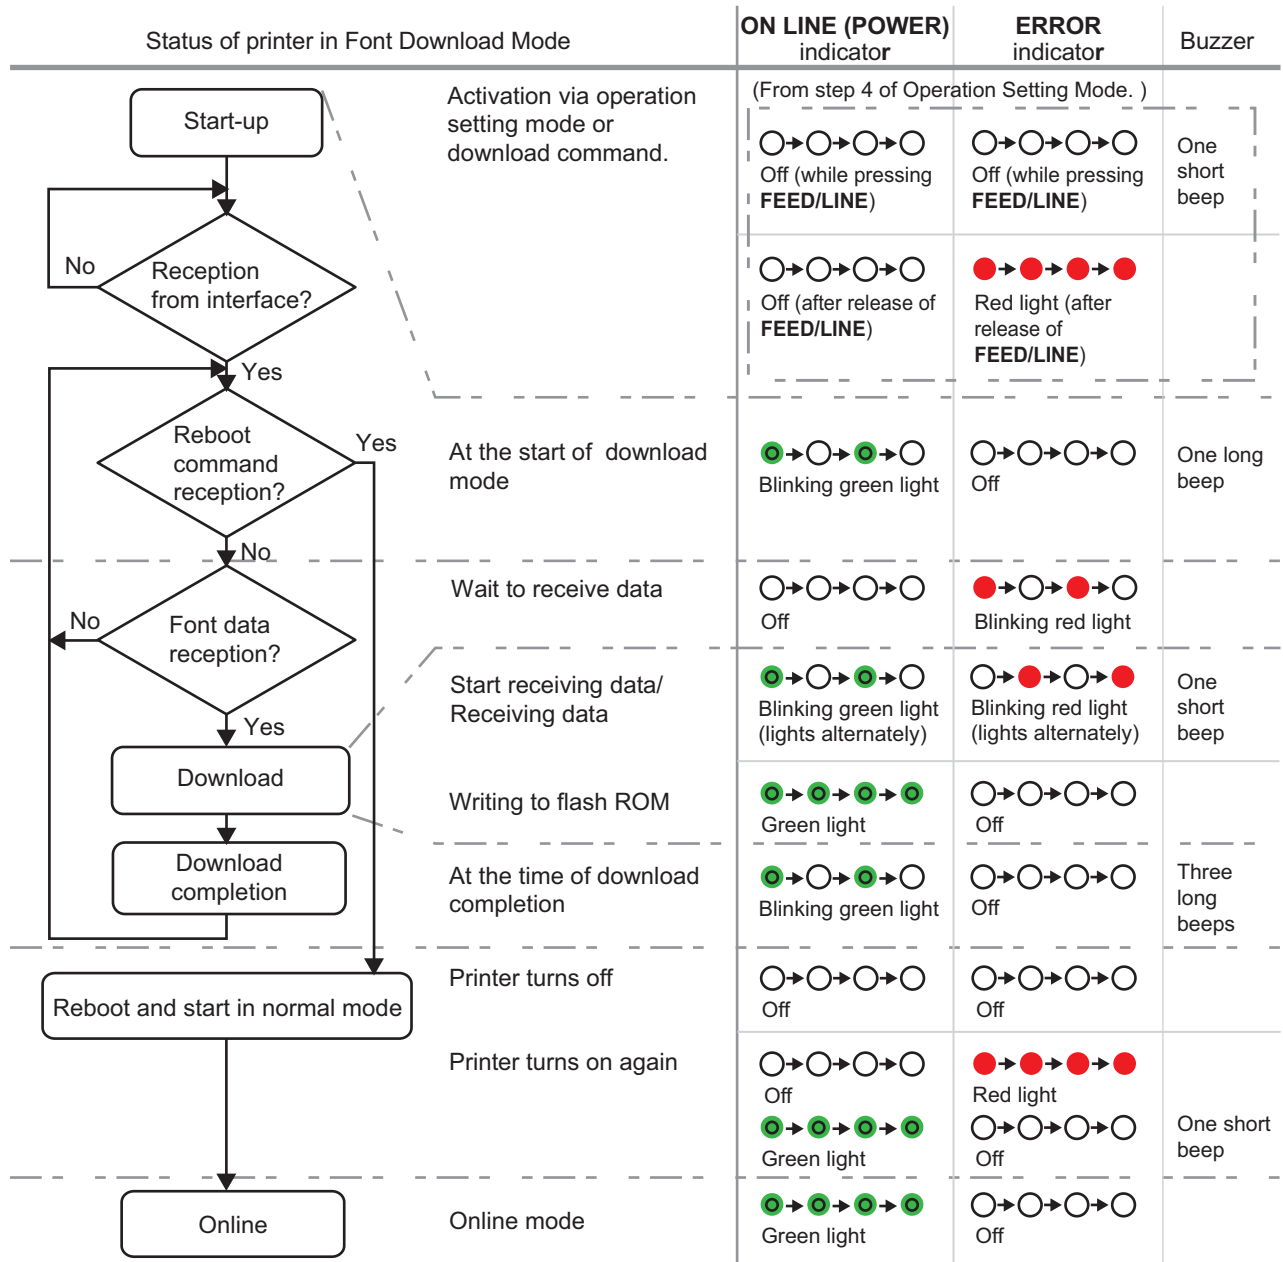 Status of printer in Font Download Mode
ON LINE (POWER)
indicator
ERROR
indicator
Buzzer
Start-up
Activation via operation
setting mode or
download command.
(From step 4 of Operation Setting Mode. )
Off (while pressing
FEED/LINE)
Off (while pressing
FEED/LINE)
One
short
beep
No
Reception
from interface?
Yes
Off (after release of
FEED/LINE)
Red light (after
release of
FEED/LINE)
Reboot
command
reception?
Yes
No
At the start of download
mode
Blinking green light
Off
One long
beep
Wait to receive data
Off
Blinking red light
No
Font data
reception?
Yes
Start receiving data/
Receiving data
Blinking green light
(lights alternately)
Blinking red light
(lights alternately)
One
short
beep
Download
Writing to flash ROM
Green light
Off
Download
completion
At the time of download
completion
Blinking green light
Off
Three
long
beeps
Reboot and start in normal mode
Printer turns off
Off
Off
Printer turns on again
Off
Red light
Green light
Off
One short
beep
Online
Online mode
Green light
Off